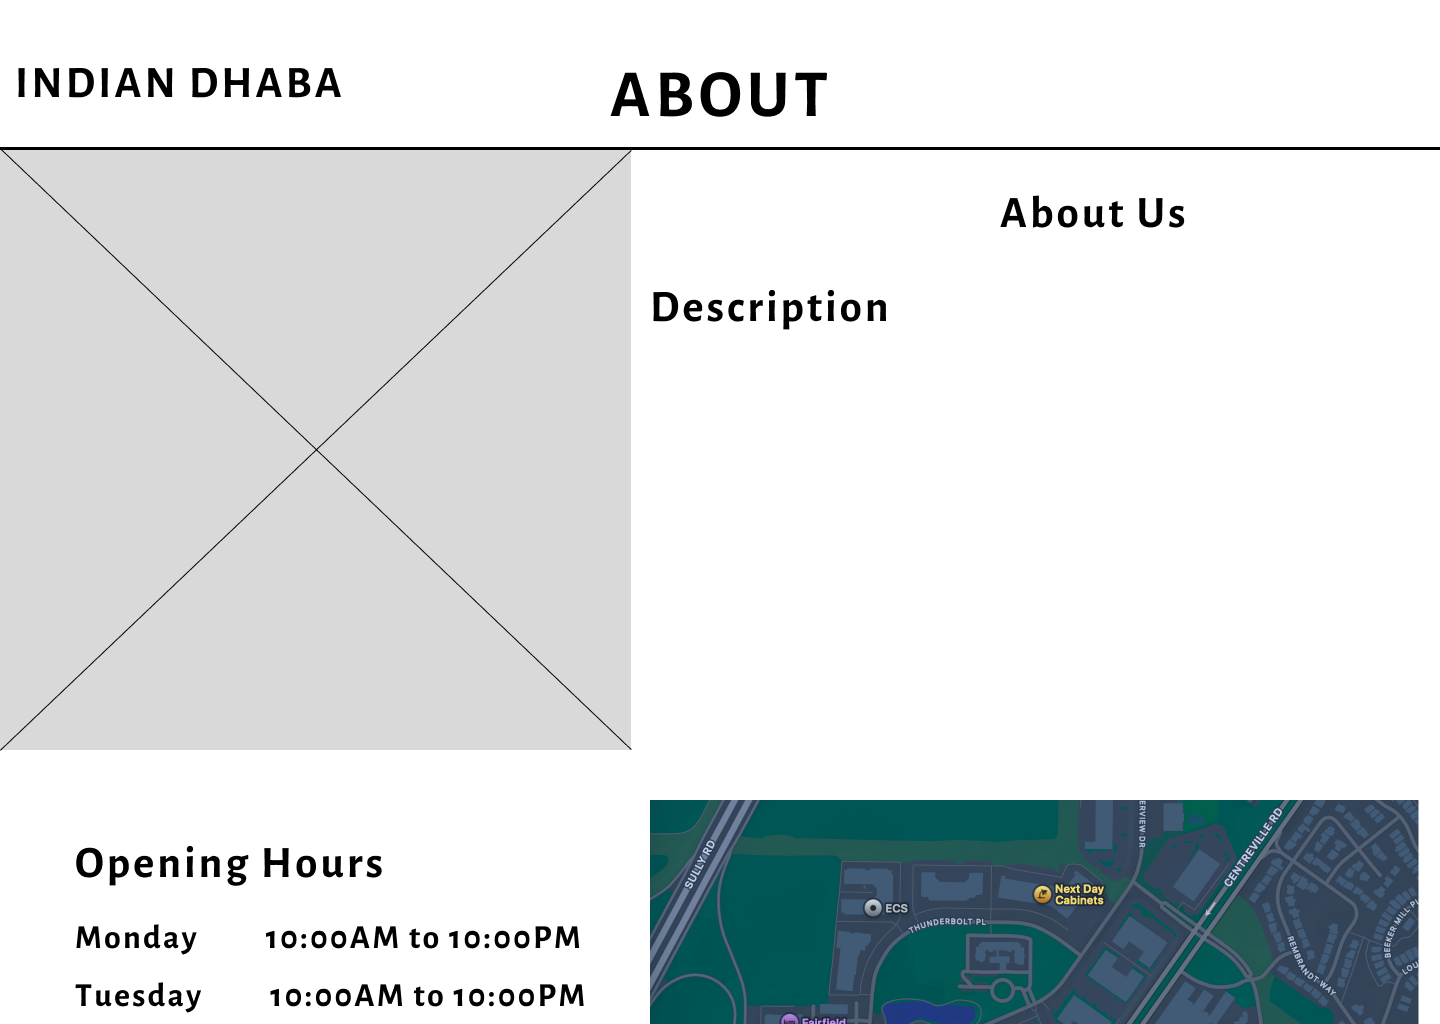 INDIAN DHABA
ABOUT
About Us
Description
Opening Hours
Monday 10:00AM to 10:00PM
Tuesday 10:00AM to 10:00PM
ERVIEW DR
SULLY RD
CENTREVILLE RD
Next Day
Cabinets
ECS
THUNDERBOLT PL
REMBRANDT WAY
BEEKER MILL PL
LOU
Fairfield